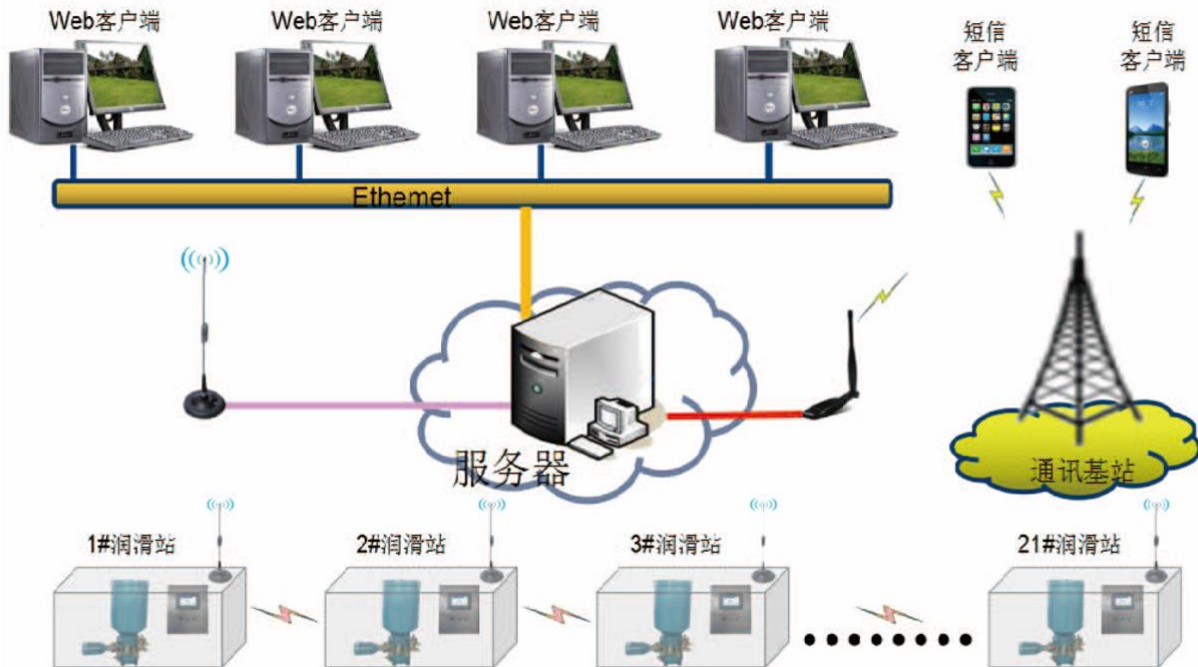 Web客户端
Web客户端
Web客户端
Web客户端
短信
客户端
短信
客户端
Ethemet
服务器
通讯基站
1#润滑站
2#润滑站
3#润滑站
21#润滑站